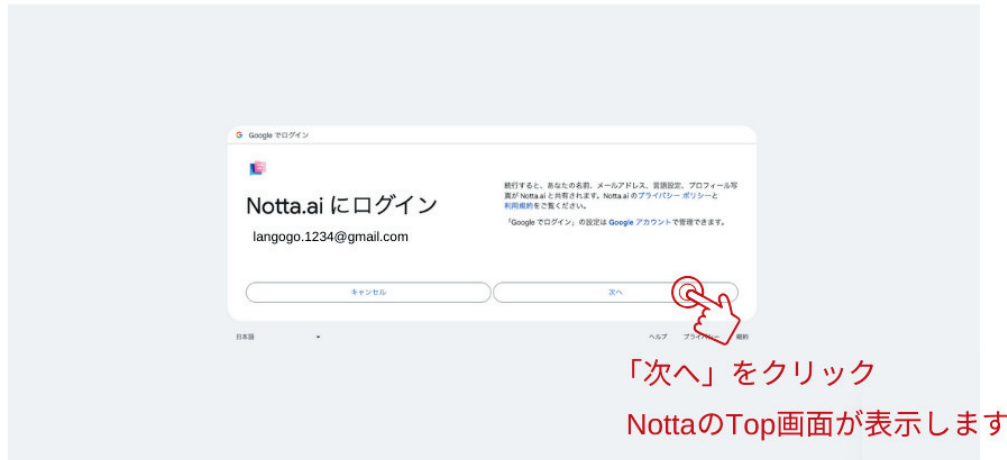 Google でログイン
Notta.ai にログイン
langogo.1234@gmail.com
続行すると、あなたの名前、メールアドレス、言語設定、プロフィール写
真が Notta.ai と共有されます。Notta.ai のプライバシー ポリシーと
利用規約をご覧ください。
「Google でログイン」の設定は Google アカウントで管理できます。
キャンセル
次へ
日本語
ヘルプ
プライバシー
規約
「次へ」をクリック
NottaのTop画面が表示します